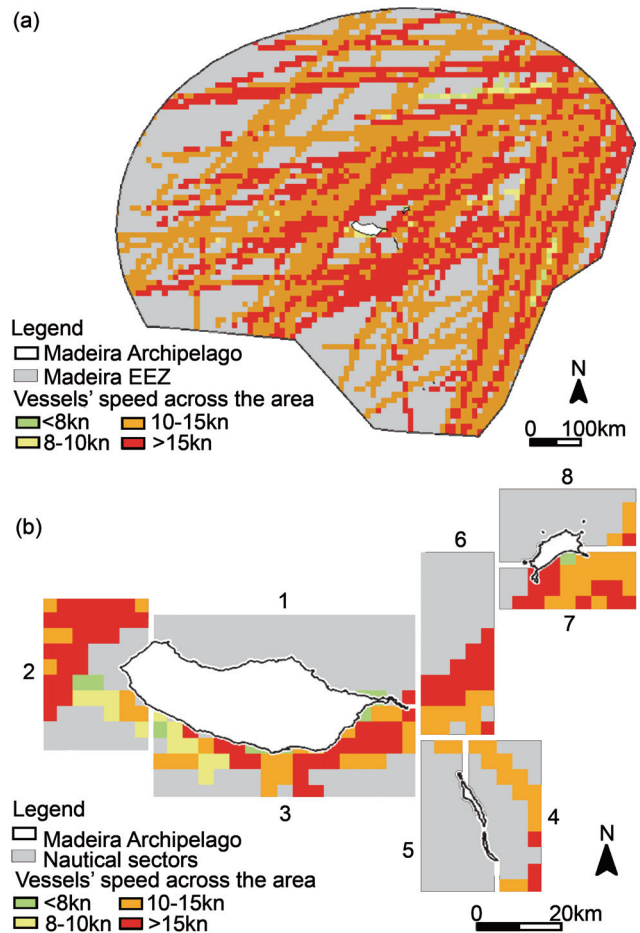 (a)
Legend
Madeira Archipelago
Madeira EEZ
Vessels' speed across the area
<8kn 10-15kn
8-10kn >15kn
N
0 100km
(b)
8
6
1
7
2
3
4
5
Legend
Madeira Archipelago
Nautical sectors
Vessels' speed across the area
<8kn 10-15kn
8-10kn >15kn
N
0 20km